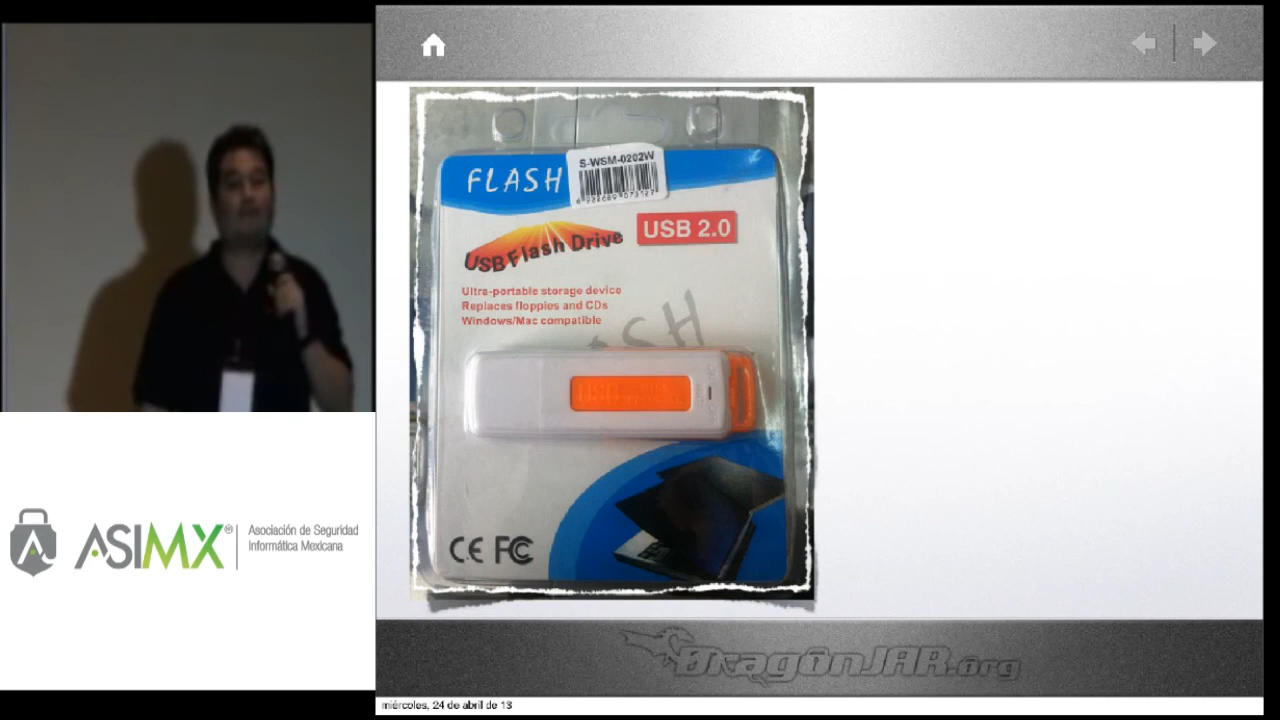 S-WSM-0202W
FLASH
USB Flash Drive
USB 2.0
Ultra-portable storage device
Replaces floppies and CDs
Windows/Mac compatible
CE FC
ASIMX®
Asociación de Seguridad
Informática Mexicana
DragonJAR.org
miércoles, 24 de abril de 13